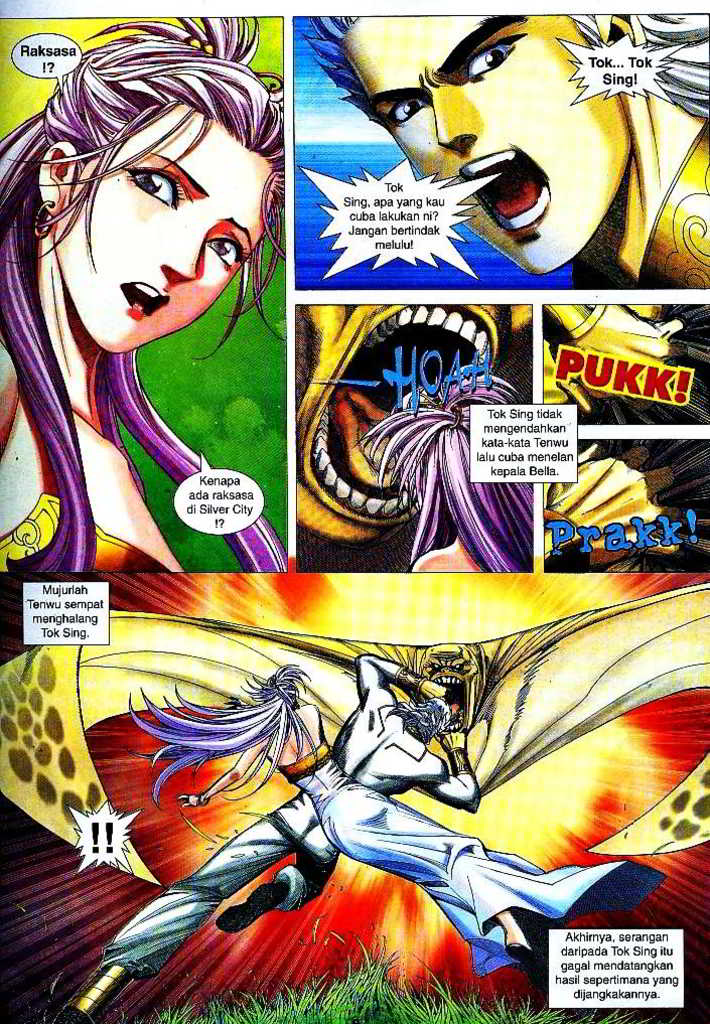 Raksasa
!?
Kenapa
ada raksasa
di Silver City
!?
Tok... Tok
Sing!
Tok
Sing, apa yang kau
cuba lakukan ni?
Jangan bertindak
melulu!
HOAH
Tok Sing tidak
mengendahkan
kata-kata Tenwu
lalu cuba menelan
kepala Bella.
PUKK!
Prakk!
Mujurlah
Tenwu sempat
menghalang
Tok Sing.
!!
Akhirnya, serangan
daripada Tok Sing itu
gagal mendatangkan
hasil sepertimana yang
dijangkakannya.